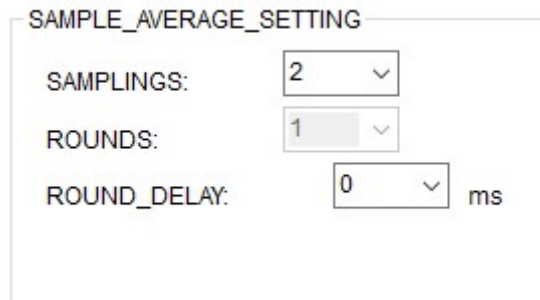 SAMPLE_AVERAGE_SETTING
SAMPLINGS: 2
ROUNDS: 1
ROUND_DELAY: 0 ms